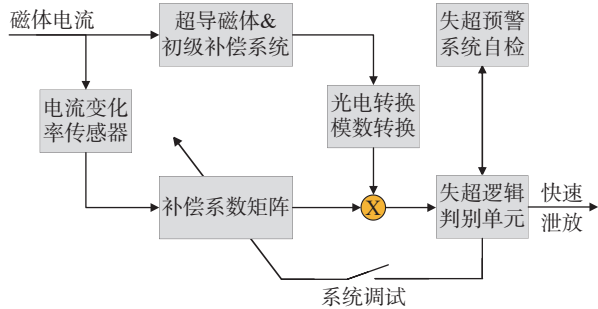 磁体电流
超导磁体&
初级补偿系统
失超预警
系统自检
电流变化
率传感器
光电转换
模数转换
补偿系数矩阵
X
失超逻辑
判别单元
快速
泄放
系统调试